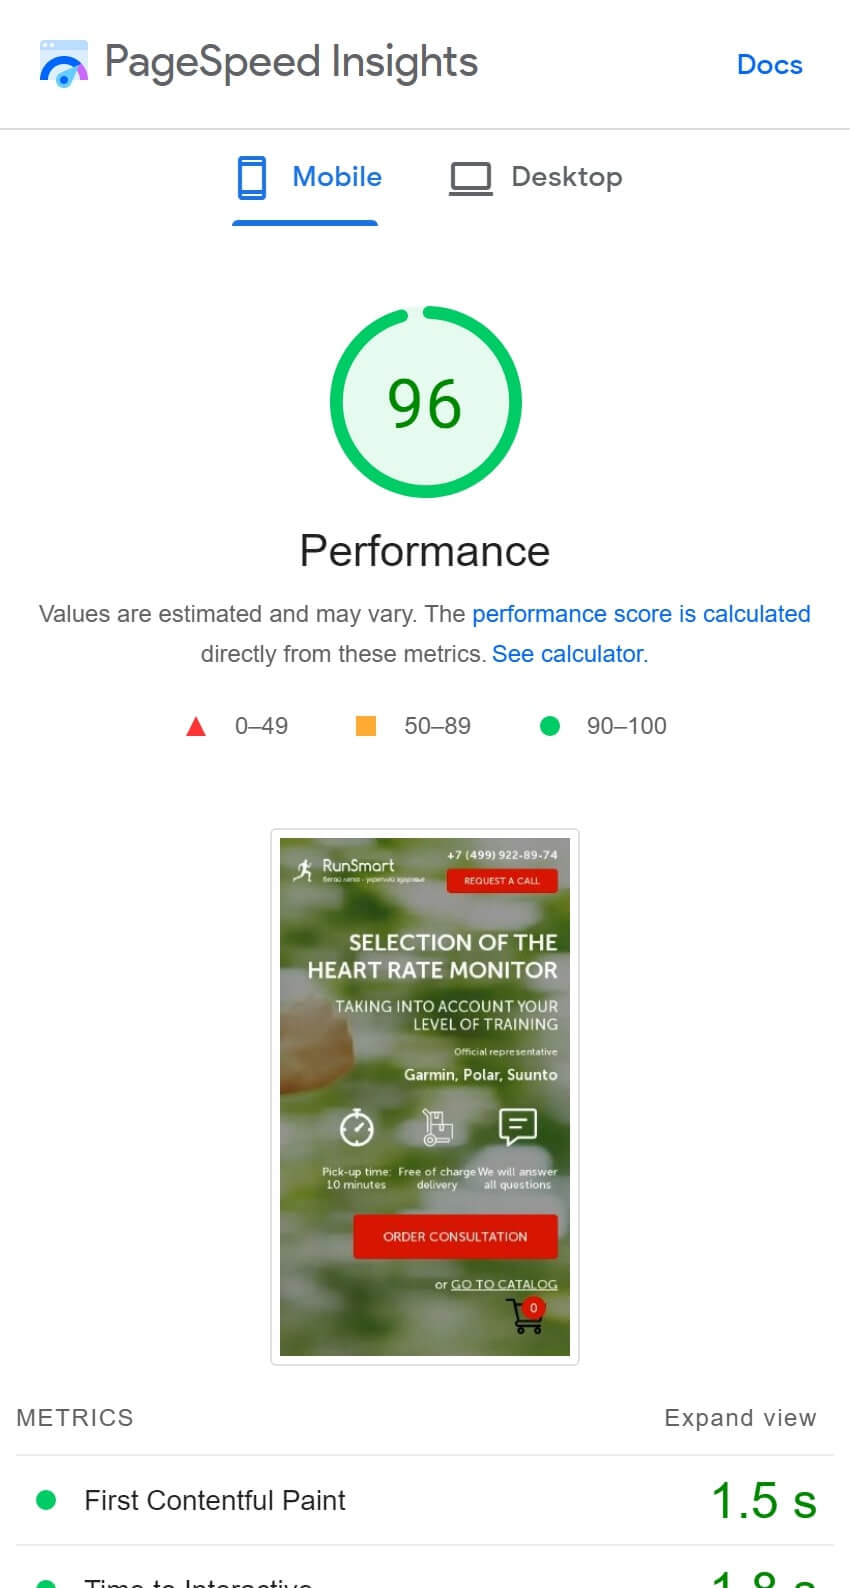 PageSpeed Insights
Docs
Mobile
Desktop
96
Performance
Values are estimated and may vary. The performance score is calculated
directly from these metrics. See calculator.
0–49
50–89
90–100
RunSmart
+7 (499) 922-89-74
REQUEST A CALL
SELECTION OF THE
HEART RATE MONITOR
TAKING INTO ACCOUNT YOUR
LEVEL OF TRAINING
Official representative
Garmin, Polar, Suunto
Pick-up time:
10 minutes
Free of charge
delivery
We will answer
all questions
ORDER CONSULTATION
or GO TO CATALOG
0
METRICS
Expand view
First Contentful Paint
1.5 s
Time to Interactive